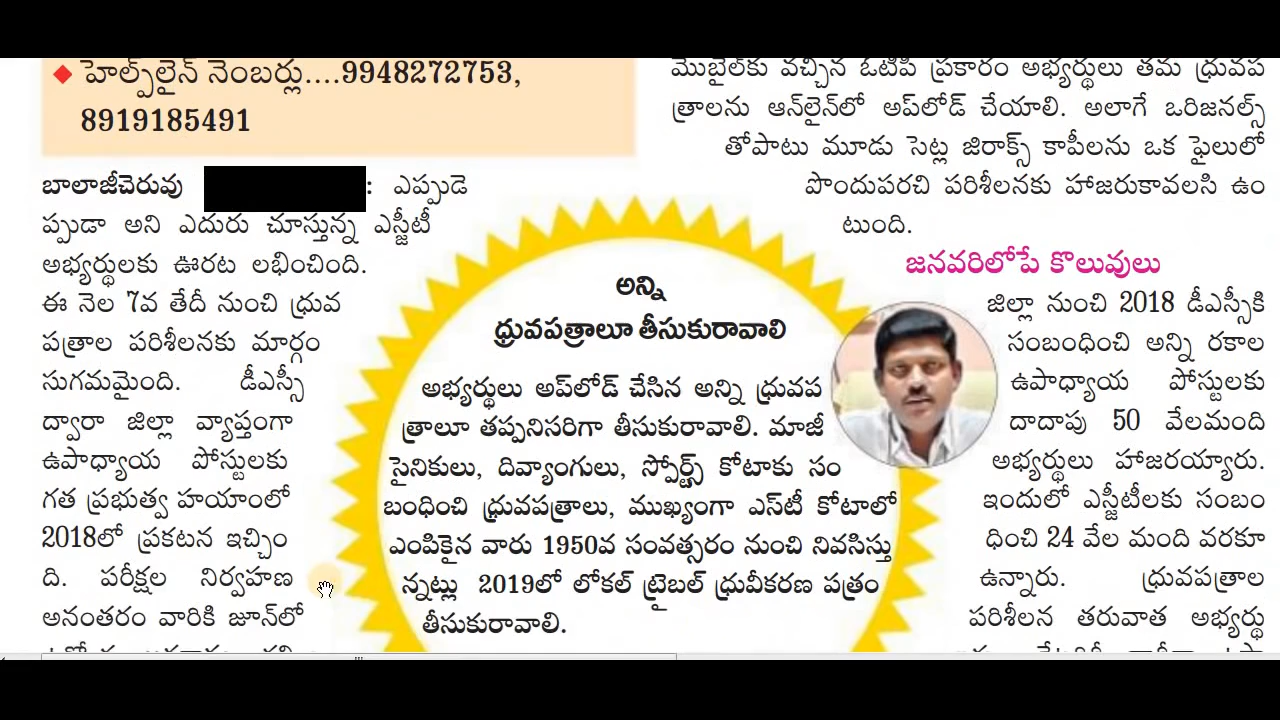 ◆ హెల్ప్‌లైన్ నెంబర్లు....9948272753,
8919185491
బాలాజీచెరువు : ఎప్పుడె
ప్పుడా అని ఎదురు చూస్తున్న ఎస్జీటీ
అభ్యర్థులకు ఊరట లభించింది.
ఈ నెల 7వ తేదీ నుంచి ధ్రువ
పత్రాల పరిశీలనకు మార్గం
సుగమమైంది. డీఎస్సీ
ద్వారా జిల్లా వ్యాప్తంగా
ఉపాధ్యాయ పోస్టులకు
గత ప్రభుత్వ హయాంలో
2018లో ప్రకటన ఇచ్చిం
ది. పరీక్షల నిర్వహణ
అనంతరం వారికి జూన్‌లో
అన్ని
ధ్రువపత్రాలూ తీసుకురావాలి
అభ్యర్థులు అప్‌లోడ్ చేసిన అన్ని ధ్రువప
త్రాలూ తప్పనిసరిగా తీసుకురావాలి. మాజీ
సైనికులు, దివ్యాంగులు, స్పోర్ట్స్ కోటాకు సం
బంధించి ధ్రువపత్రాలు, ముఖ్యంగా ఎస్‌టీ కోటాలో
ఎంపికైన వారు 1950వ సంవత్సరం నుంచి నివసిస్తు
న్నట్లు 2019లో లోకల్ ట్రైబల్ ధ్రువీకరణ పత్రం
తీసుకురావాలి.
మొబైల్‌కు వచ్చిన ఓటీపీ ప్రకారం అభ్యర్థులు తమ ధ్రువప
త్రాలను ఆన్‌లైన్‌లో అప్‌లోడ్ చేయాలి. అలాగే ఒరిజనల్స్
తోపాటు మూడు సెట్ల జిరాక్స్ కాపీలను ఒక ఫైలులో
పొందుపరచి పరిశీలనకు హాజరుకావలసి ఉం
టుంది.
జనవరిలోపే కొలువులు
జిల్లా నుంచి 2018 డీఎస్సీకి
సంబంధించి అన్ని రకాల
ఉపాధ్యాయ పోస్టులకు
దాదాపు 50 వేలమంది
అభ్యర్థులు హాజరయ్యారు.
ఇందులో ఎస్జీటీలకు సంబం
ధించి 24 వేల మంది వరకూ
ఉన్నారు. ధ్రువపత్రాల
పరిశీలన తరువాత అభ్యర్థు